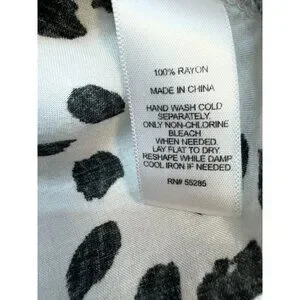 100% RAYON
MADE IN CHINA
HAND WASH COLD
SEPARATELY.
ONLY NON-CHLORINE
BLEACH
WHEN NEEDED.
LAY FLAT TO DRY.
RESHAPE WHILE DAMP
COOL IRON IF NEEDED.
RN# 55285